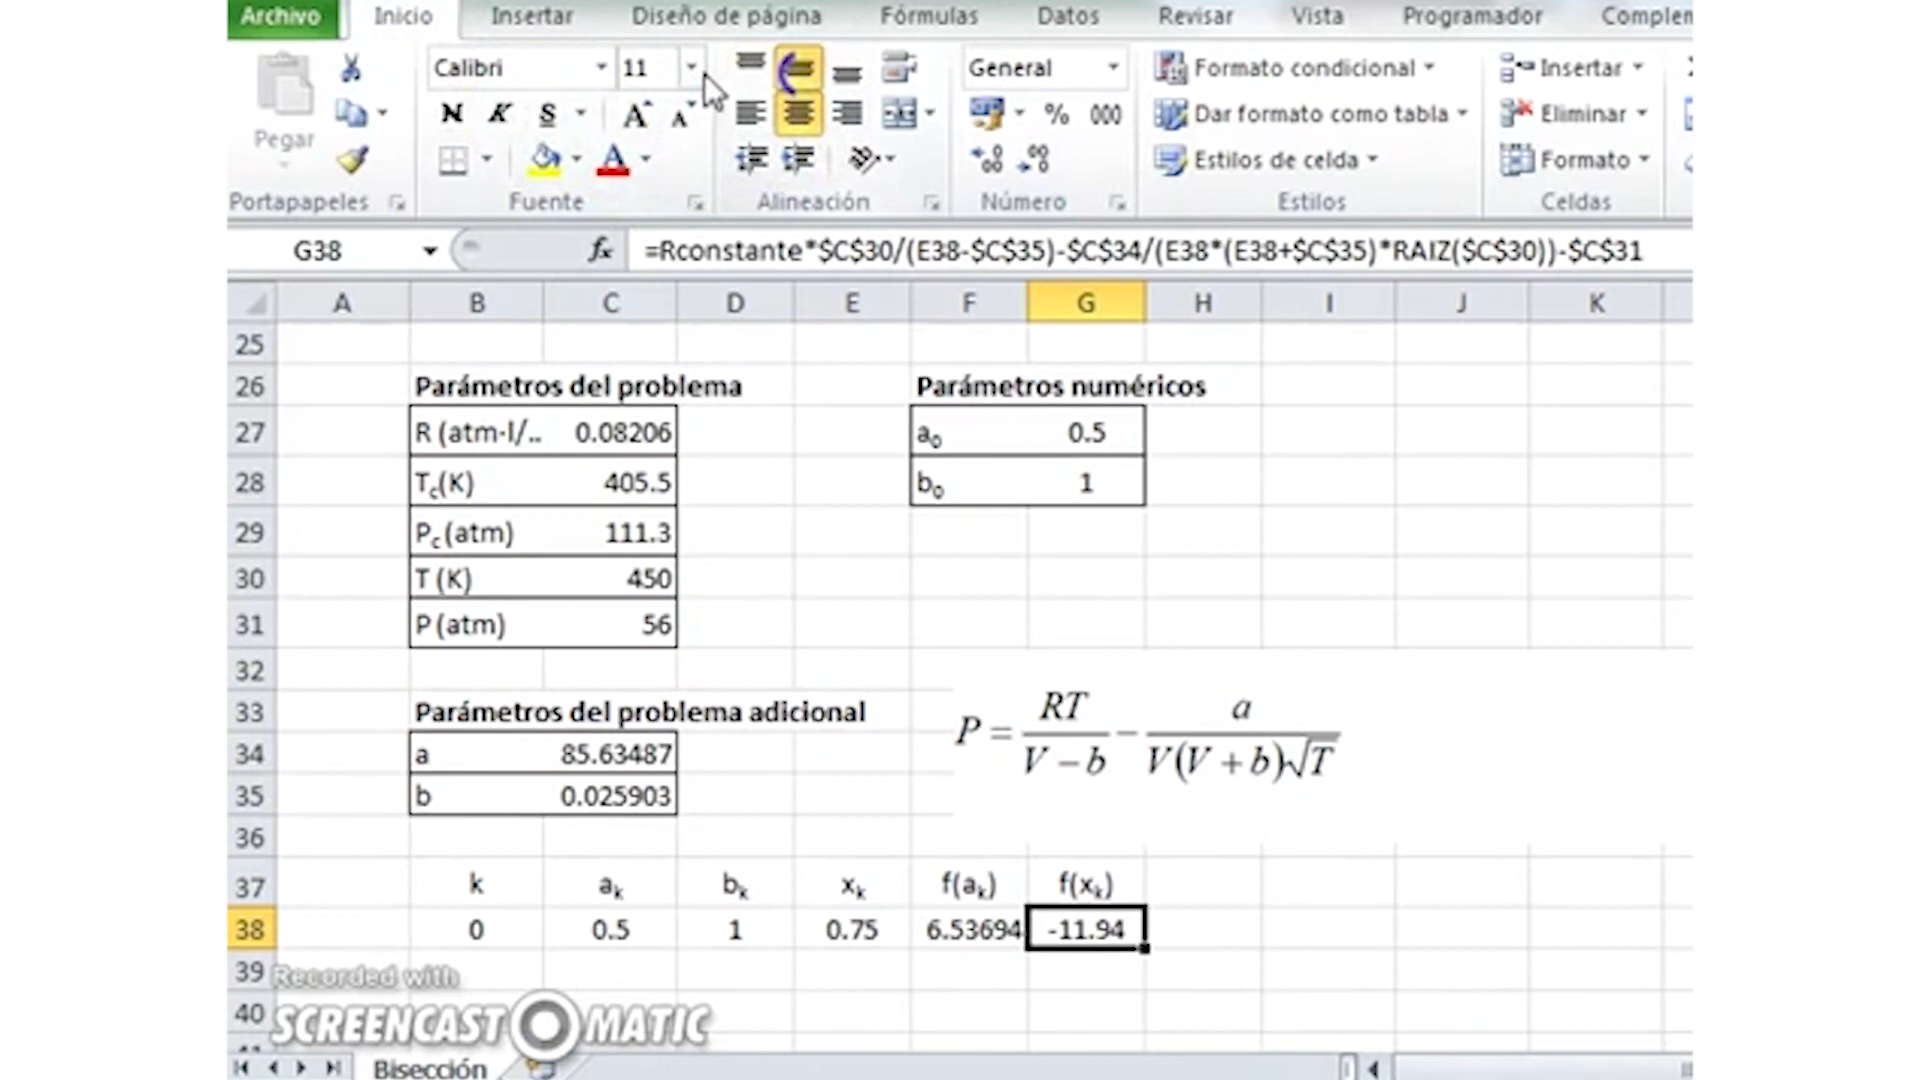 Archivo Inicio Insertar Diseño de página Fórmulas Datos Revisar Vista Programador Complem
Calibri 11 General Formato condicional Insertar
Pegar N K S A A % 000 Dar formato como tabla Eliminar
A Estilos de celda Formato
Portapapeles Fuente Alineación Número Estilos Celdas
G38 fx =Rconstante*$C$30/(E38-$C$35)-$C$34/(E38*(E38+$C$35)*RAIZ($C$30))-$C$31
A B C D E F G H I J K
25
26 Parámetros del problema Parámetros numéricos
27 R (atm·l/.. 0.08206 a₀ 0.5
28 Tc(K) 405.5 b₀ 1
29 Pc (atm) 111.3
30 T (K) 450
31 P (atm) 56
32
33 Parámetros del problema adicional
P = RT / (V − b) − a / (V(V + b)√T)
34 a 85.63487
35 b 0.025903
36
37 k aₖ bₖ xₖ f(aₖ) f(xₖ)
38 0 0.5 1 0.75 6.53694 -11.94
39 Recorded with
40 SCREENCAST MATIC
Bisección